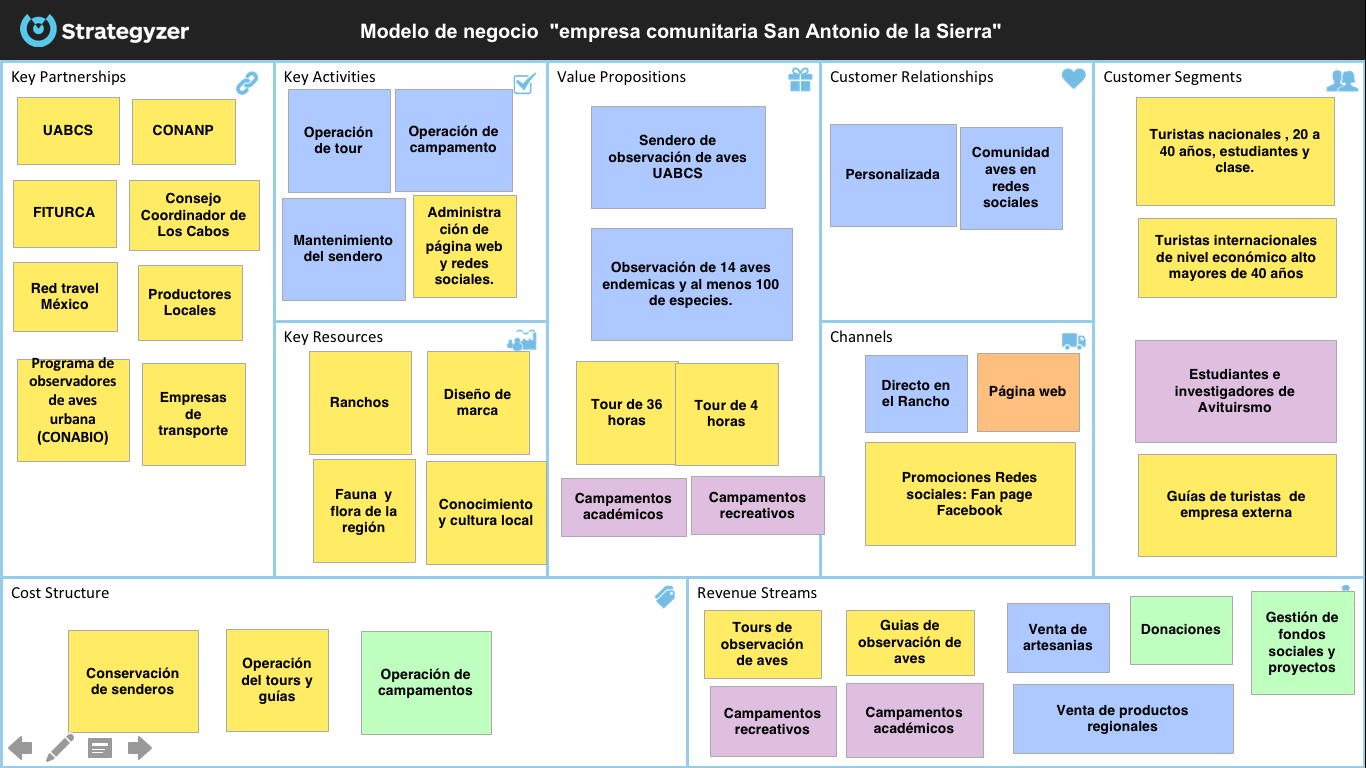 Strategyzer
Modelo de negocio "empresa comunitaria San Antonio de la Sierra"
Key Partnerships
UABCS
CONANP
FITURCA
Consejo
Coordinador de
Los Cabos
Red travel
México
Productores
Locales
Programa de
observadores
de aves
urbana
(CONABIO)
Empresas
de
transporte
Key Activities
Operación
de tour
Operación de
campamento
Mantenimiento
del sendero
Administra
ción de
página web
y redes
sociales.
Key Resources
Ranchos
Diseño de
marca
Fauna y
flora de la
región
Conocimiento
y cultura local
Value Propositions
Sendero de
observación de aves
UABCS
Observación de 14 aves
endemicas y al menos 100
de especies.
Tour de 36
horas
Tour de 4
horas
Campamentos
académicos
Campamentos
recreativos
Customer Relationships
Personalizada
Comunidad
aves en
redes
sociales
Channels
Directo en
el Rancho
Página web
Promociones Redes
sociales: Fan page
Facebook
Customer Segments
Turistas nacionales , 20 a
40 años, estudiantes y
clase.
Turistas internacionales
de nivel económico alto
mayores de 40 años
Estudiantes e
investigadores de
Avituirsmo
Guías de turistas de
empresa externa
Cost Structure
Conservación
de senderos
Operación
del tours y
guías
Operación de
campamentos
Revenue Streams
Tours de
observación
de aves
Guias de
observación de
aves
Venta de
artesanias
Donaciones
Gestión de
fondos
sociales y
proyectos
Campamentos
recreativos
Campamentos
académicos
Venta de productos
regionales